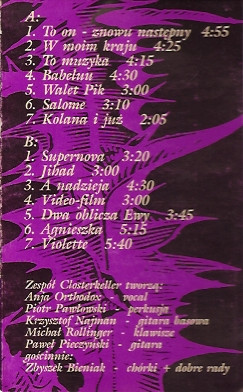 A:
1. To on - znowu następny 4:55
2. W moim kraju 4:25
3. To muzyka 4:15
4. Babeluu 4:30
5. Walet Pik 3:00
6. Salome 3:10
7. Kolana i już 2:05
B:
1. Supernova 3:20
2. Jihad 3:00
3. A nadzieja 4:30
4. Video-film 3:00
5. Dwa oblicza Ewy 3:45
6. Agnieszka 5:15
7. Violette 5:40
Zespół Closterkeller tworzą:
Anja Orthodox - vocal
Piotr Pawłowski - perkusja
Krzysztof Najman - gitara basowa
Michał Rollinger - klawisze
Paweł Pieczyński - gitara
gościnnie:
Zbyszek Bieniak - chórki + dobre rady